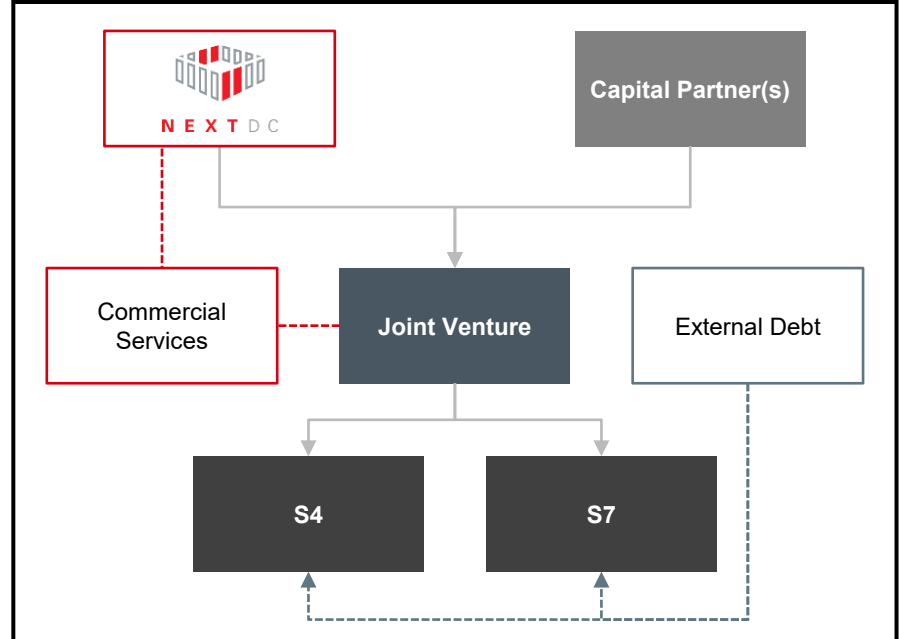 NEXTDC
Capital Partner(s)
Commercial
Services
Joint Venture
External Debt
S4
S7